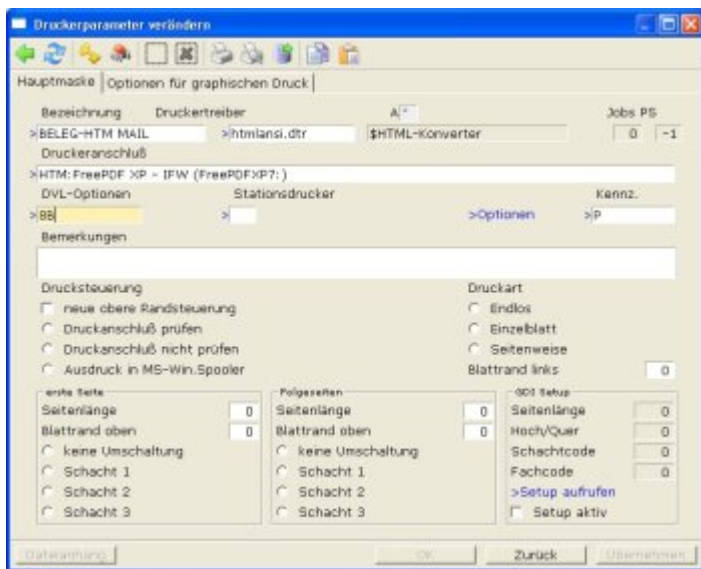 Druckerparameter verändern
Hauptmaske Optionen für graphischen Druck
Bezeichnung Druckertreiber A * Jobs PS
>BELEG-HTM MAIL >htmlansi.dtr $HTML-Konverter 0 -1
Druckeranschluß
>HTM:FreePDF XP - IFW (FreePDFXP7:)
DVL-Optionen Stationsdrucker Kennz.
>BB > >Optionen >P
Bemerkungen
Drucksteuerung Druckart
neue obere Randsteuerung Endlos
Druckanschluß prüfen Einzelblatt
Druckanschluß nicht prüfen Seitenweise
Ausdruck in MS-Win.Spooler Blattrand links 0
erste Seite Folgeseiten GDI Setup
Seitenlänge 0 Seitenlänge 0 Seitenlänge 0
Blattrand oben 0 Blattrand oben 0 Hoch/Quer 0
keine Umschaltung keine Umschaltung Schachtcode 0
Schacht 1 Schacht 1 Fachcode 0
Schacht 2 Schacht 2 >Setup aufrufen
Schacht 3 Schacht 3 Setup aktiv
Dateianhang OK Zurück Übernehmen